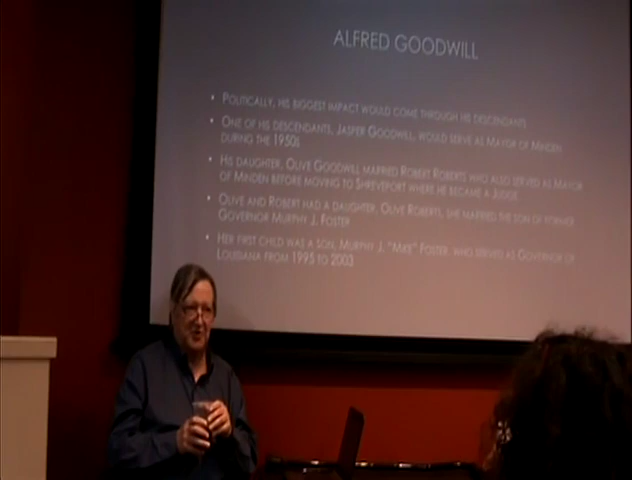 ALFRED GOODWILL
• POLITICALLY, HIS BIGGEST IMPACT WOULD COME THROUGH HIS DESCENDANTS
• ONE OF HIS DESCENDANTS, JASPER GOODWILL, WOULD SERVE AS MAYOR OF MINDEN
DURING THE 1950S
• HIS DAUGHTER, OLIVE GOODWILL MARRIED ROBERT ROBERTS WHO ALSO SERVED AS MAYOR
OF MINDEN BEFORE MOVING TO SHREVEPORT WHERE HE BECAME A JUDGE
• OLIVE AND ROBERT HAD A DAUGHTER, OLIVE ROBERTS, SHE MARRIED THE SON OF FORMER
GOVERNOR MURPHY J. FOSTER
• HER FIRST CHILD WAS A SON, MURPHY J. "MIKE" FOSTER, WHO SERVED AS GOVERNOR OF
LOUISIANA FROM 1995 TO 2003